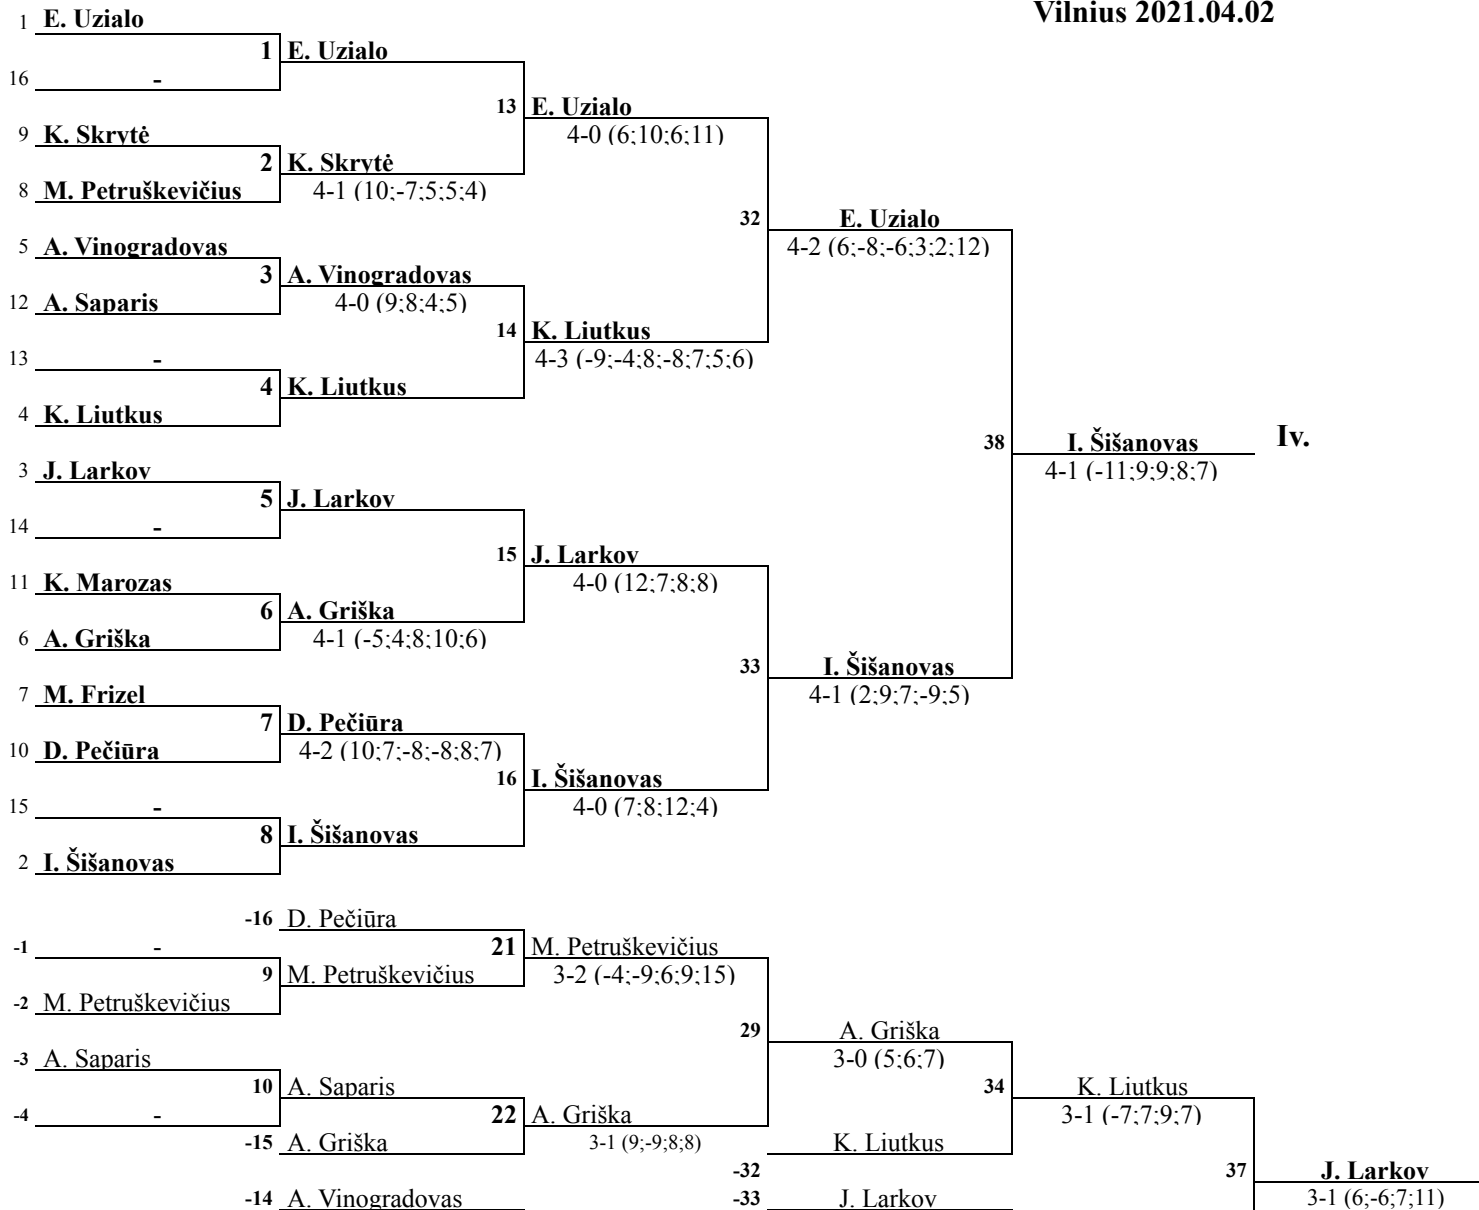 Vilnius 2021.04.02
1 E. Uzialo
1 E. Uzialo
16 -
13 E. Uzialo
4-0 (6;10;6;11)
9 K. Skrytė
2 K. Skrytė
8 M. Petruškevičius
4-1 (10;-7;5;5;4)
32 E. Uzialo
4-2 (6;-8;-6;3;2;12)
5 A. Vinogradovas
3 A. Vinogradovas
12 A. Saparis
4-0 (9;8;4;5)
14 K. Liutkus
4-3 (-9;-4;8;-8;7;5;6)
13 -
4 K. Liutkus
4 K. Liutkus
38 I. Šišanovas Iv.
4-1 (-11;9;9;8;7)
3 J. Larkov
5 J. Larkov
14 -
15 J. Larkov
4-0 (12;7;8;8)
11 K. Marozas
6 A. Griška
6 A. Griška
4-1 (-5;4;8;10;6)
33 I. Šišanovas
4-1 (2;9;7;-9;5)
7 M. Frizel
7 D. Pečiūra
10 D. Pečiūra
4-2 (10;7;-8;-8;8;7)
16 I. Šišanovas
4-0 (7;8;12;4)
15 -
8 I. Šišanovas
2 I. Šišanovas
-16 D. Pečiūra
-1 -
21 M. Petruškevičius
9 M. Petruškevičius
3-2 (-4;-9;6;9;15)
-2 M. Petruškevičius
29 A. Griška
3-0 (5;6;7)
-3 A. Saparis
10 A. Saparis
34 K. Liutkus
3-1 (-7;7;9;7)
-4 -
22 A. Griška
-15 A. Griška
3-1 (9;-9;8;8)
K. Liutkus
-32
37 J. Larkov
3-1 (6;-6;7;11)
-14 A. Vinogradovas
-33 J. Larkov